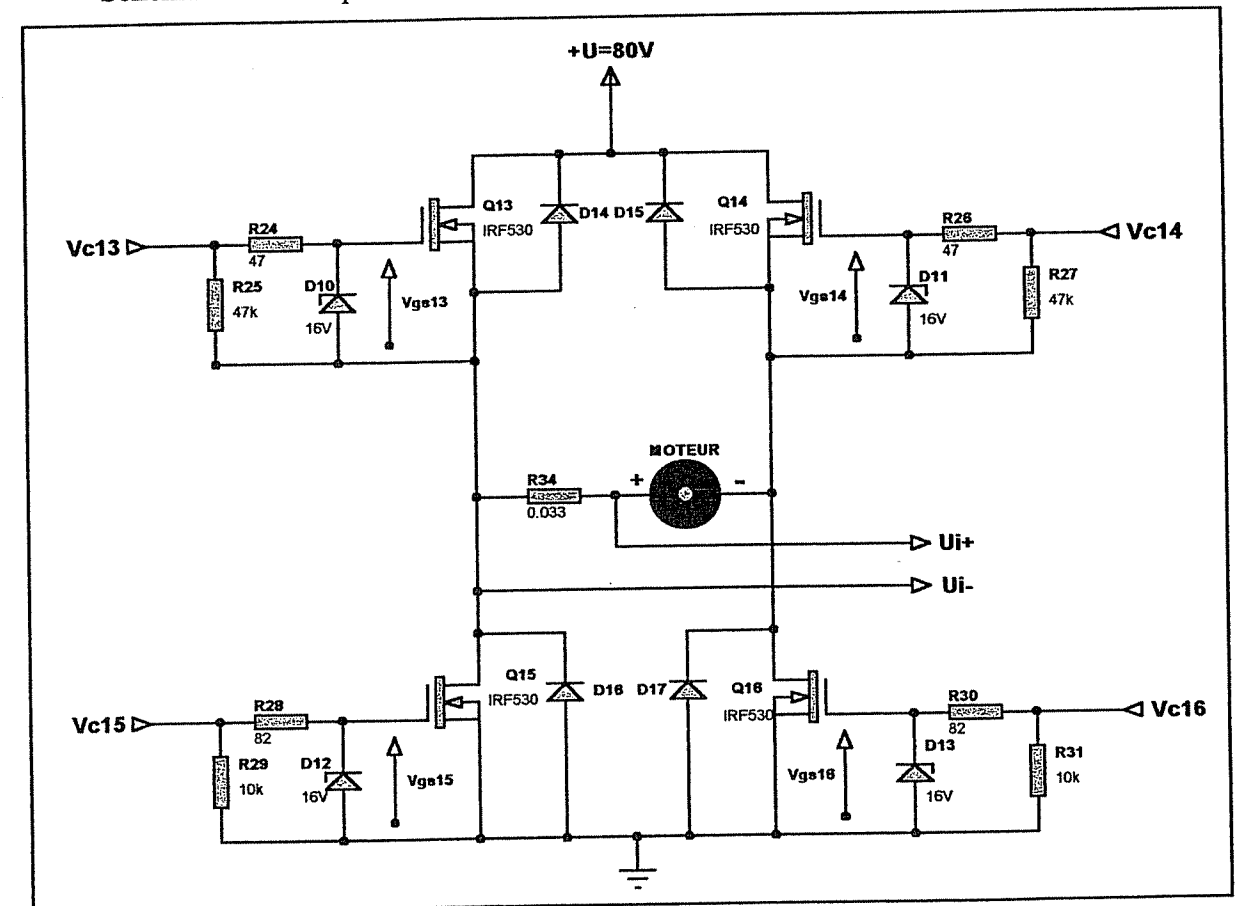 +U=80V
Q13
IRF530
D14
D15
Q14
IRF530
Vc13
R24
47
R25
47k
D10
16V
Vgs13
Vgs14
D11
16V
R26
47
R27
47k
Vc14
MOTEUR
R34
0.033
+
-
Ui+
Ui-
Q15
IRF530
D16
D17
Q16
IRF530
Vc15
R28
82
R29
10k
D12
16V
Vgs15
Vgs16
D13
16V
R30
82
R31
10k
Vc16